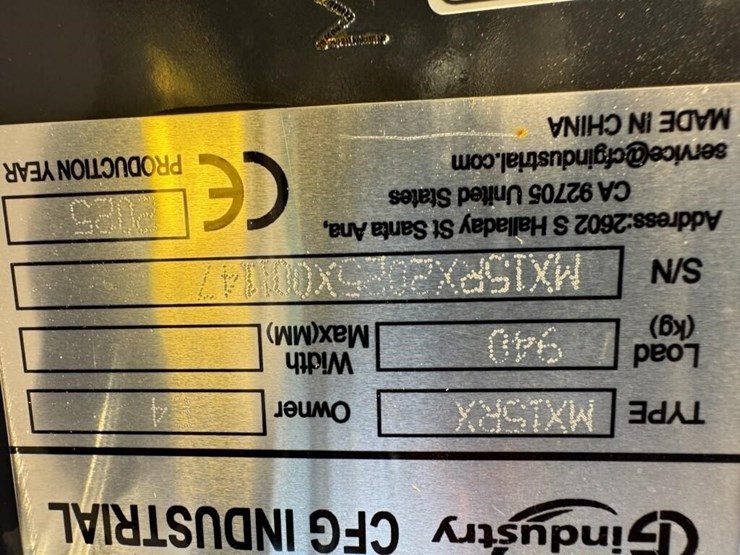 industry CFG INDUSTRIAL
TYPE MX15RX Owner 4
Load (kg) 940 Width Max(MM)
S/N MX15RX2025X001147
Address:2602 S Halladay St Santa Ana,
CA 92705 United States
service@cfgindustrial.com
MADE IN CHINA
CE
2025
PRODUCTION YEAR